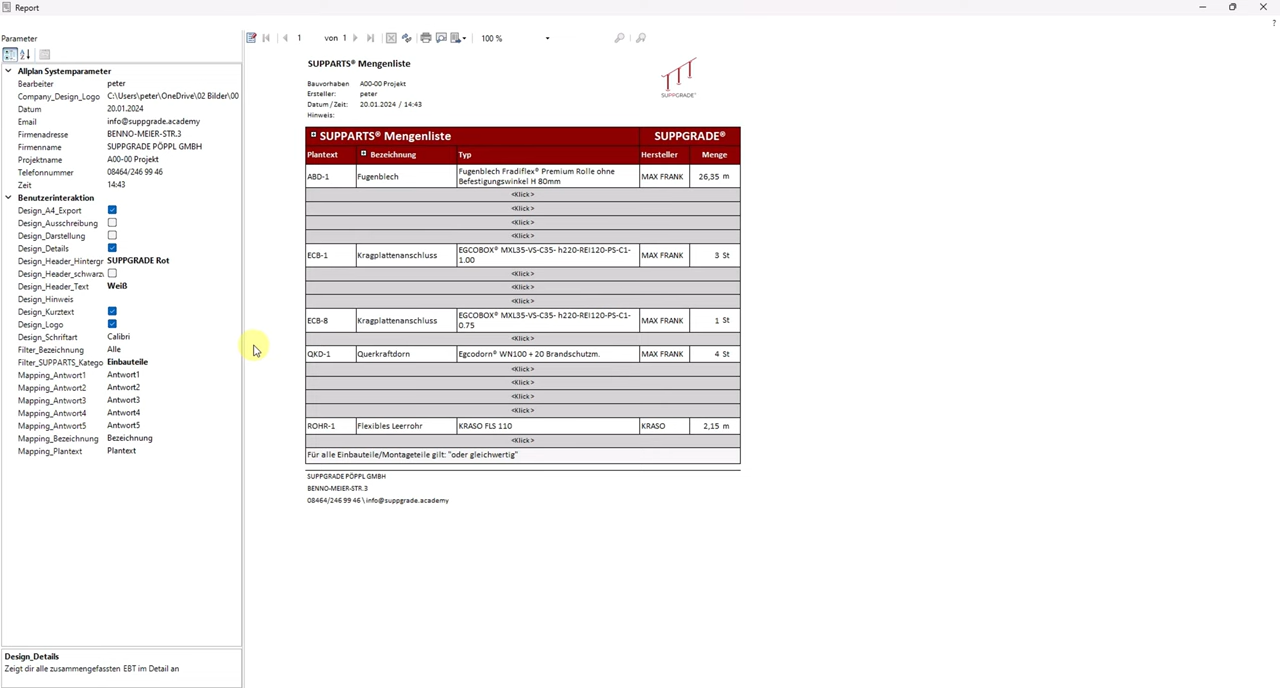 Report
?
Parameter
1 von 1 100 %
Allplan Systemparameter
Bearbeiter peter
Company_Design_Logo C:\Users\peter\OneDrive\02 Bilder\00
Datum 20.01.2024
Email info@suppgrade.academy
Firmenadresse BENNO-MEIER-STR.3
Firmenname SUPPGRADE PÖPPL GMBH
Projektname A00-00 Projekt
Telefonnummer 08464/246 99 46
Zeit 14:43
Benutzerinteraktion
Design_A4_Export
Design_Ausschreibung
Design_Darstellung
Design_Details
Design_Header_Hintergr SUPPGRADE Rot
Design_Header_schwarz
Design_Header_Text Weiß
Design_Hinweis
Design_Kurztext
Design_Logo
Design_Schriftart Calibri
Filter_Bezeichnung Alle
Filter_SUPPARTS_Katego Einbauteile
Mapping_Antwort1 Antwort1
Mapping_Antwort2 Antwort2
Mapping_Antwort3 Antwort3
Mapping_Antwort4 Antwort4
Mapping_Antwort5 Antwort5
Mapping_Bezeichnung Bezeichnung
Mapping_Plantext Plantext
Design_Details
Zeigt dir alle zusammengefassten EBT im Detail an
SUPPARTS® Mengenliste
Bauvorhaben A00-00 Projekt
Ersteller: peter
Datum/Zeit: 20.01.2024 / 14:43
Hinweis:
SUPPGRADE®
SUPPARTS® Mengenliste SUPPGRADE®
Plantext Bezeichnung Typ Hersteller Menge
ABD-1 Fugenblech Fugenblech Fradiflex® Premium Rolle ohne Befestigungswinkel H 80mm MAX FRANK 26,35 m
<Klick>
<Klick>
<Klick>
<Klick>
ECB-1 Kragplattenanschluss EGCOBOX® MXL35-VS-C35- h220-REI120-PS-C1-1.00 MAX FRANK 3 St
<Klick>
<Klick>
<Klick>
ECB-8 Kragplattenanschluss EGCOBOX® MXL35-VS-C35- h220-REI120-PS-C1-0.75 MAX FRANK 1 St
<Klick>
QKD-1 Querkraftdorn Egcodorn® WN100 + 20 Brandschutzm. MAX FRANK 4 St
<Klick>
<Klick>
<Klick>
<Klick>
ROHR-1 Flexibles Leerrohr KRASO FLS 110 KRASO 2,15 m
<Klick>
Für alle Einbauteile/Montageteile gilt: "oder gleichwertig"
SUPPGRADE PÖPPL GMBH
BENNO-MEIER-STR.3
08464/246 99 46 \ info@suppgrade.academy